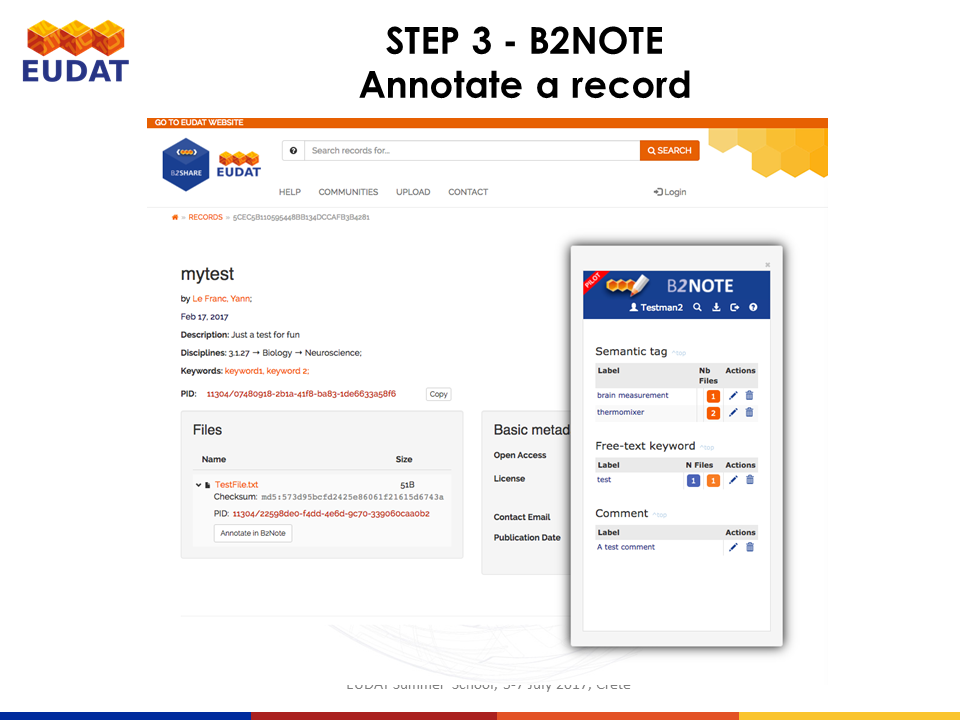 EUDAT
STEP 3 - B2NOTE
Annotate a record
GO TO EUDAT WEBSITE
B2SHARE
EUDAT
Search records for...
SEARCH
HELP COMMUNITIES UPLOAD CONTACT
Login
» RECORDS » 5CEC5B110595448BB134DCCAFB3B4281
mytest
by Le Franc, Yann;
Feb 17, 2017
Description: Just a test for fun
Disciplines: 3.1.27 → Biology → Neuroscience;
Keywords: keyword1, keyword 2;
PID: 11304/07480918-2b1a-41f8-ba83-1de6633a58f6 Copy
Files
Name Size
TestFile.txt 51B
Checksum: md5:573d95bcfd2425e86061f21615d6743a
PID: 11304/22598de0-f4dd-4e6d-9c70-339060caa0b2
Annotate in B2Note
Basic metad
Open Access
License
Contact Email
Publication Date
×
PILOT
B2NOTE
Testman2
Semantic tag ^top
Label Nb Files Actions
brain measurement 1
thermomixer 2
Free-text keyword ^top
Label N Files Actions
test 1 1
Comment ^top
Label Actions
A test comment
EUDAT Summer School, 3-7 July 2017, Crete